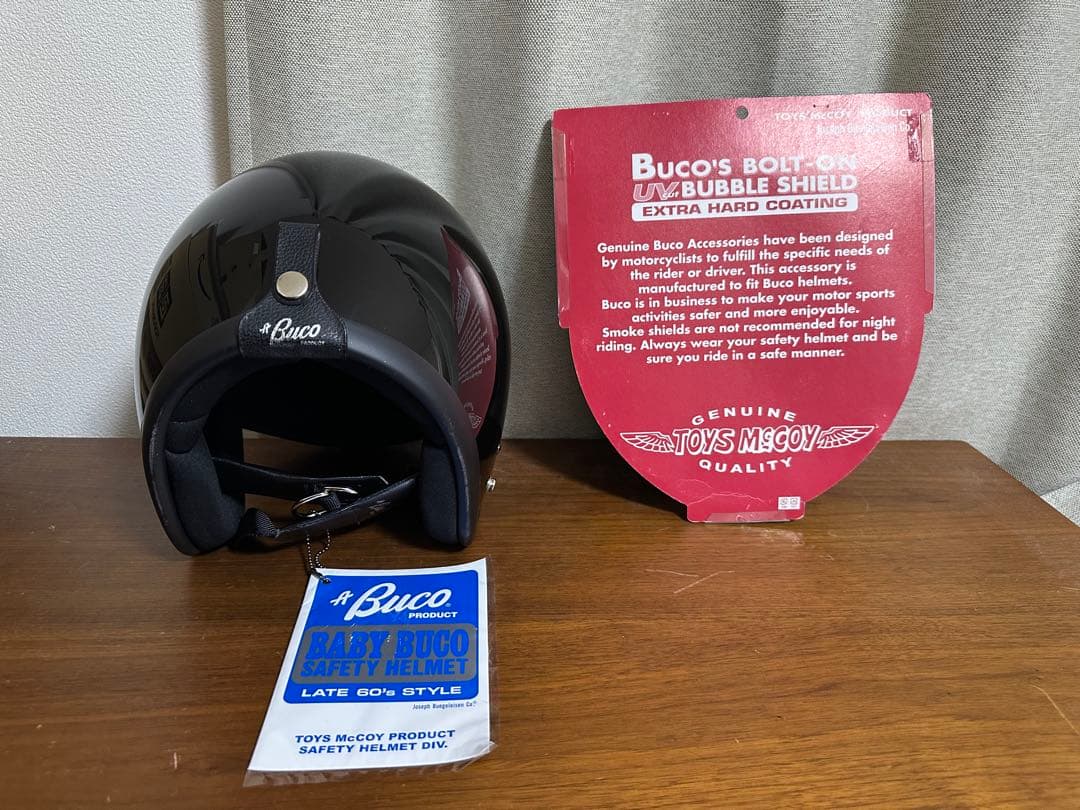 A Buco
A Buco®
PRODUCT
BABY BUCO
SAFETY HELMET
LATE 60's STYLE
Joseph Buegeleisen Co.
TOYS McCOY PRODUCT
SAFETY HELMET DIV.
TOYS McCOY PRODUCT
Joseph Buegeleisen Co.
BUCO'S BOLT-ON
UV cut BUBBLE SHIELD
EXTRA HARD COATING
Genuine Buco Accessories have been designed
by motorcyclists to fulfill the specific needs of
the rider or driver. This accessory is
manufactured to fit Buco helmets.
Buco is in business to make your motor sports
activities safer and more enjoyable.
Smoke shields are not recommended for night
riding. Always wear your safety helmet and be
sure you ride in a safe manner.
GENUINE
TOYS McCOY
QUALITY